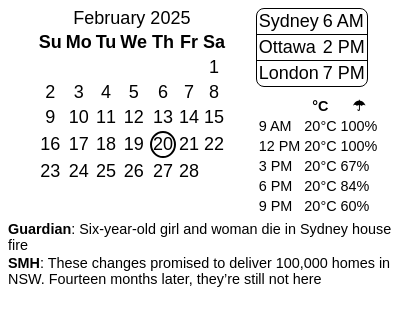 February 2025
Su Mo Tu We Th Fr Sa
1
2 3 4 5 6 7 8
9 10 11 12 13 14 15
16 17 18 19 20 21 22
23 24 25 26 27 28
Sydney 6 AM
Ottawa 2 PM
London 7 PM
°C ☂
9 AM 20°C 100%
12 PM 20°C 100%
3 PM 20°C 67%
6 PM 20°C 84%
9 PM 20°C 60%
Guardian: Six-year-old girl and woman die in Sydney house
fire
SMH: These changes promised to deliver 100,000 homes in
NSW. Fourteen months later, they’re still not here